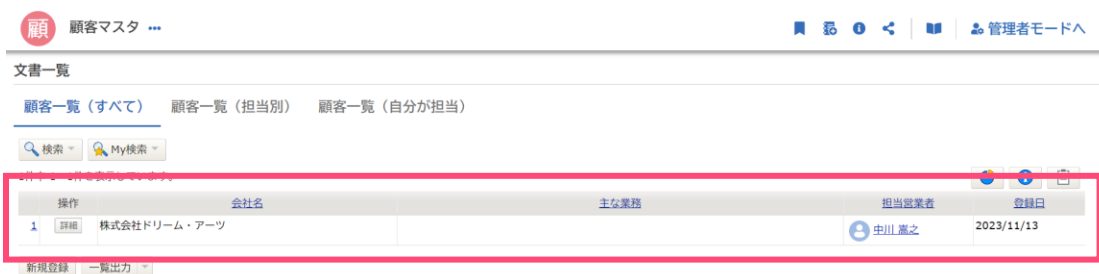 顧 顧客マスタ •••
管理者モードへ
文書一覧
顧客一覧（すべて） 顧客一覧（担当別） 顧客一覧（自分が担当）
検索 My検索
操作 会社名 主な業務 担当営業者 登録日
1 詳細 株式会社ドリーム・アーツ 中川 嵩之 2023/11/13
新規登録 一覧出力